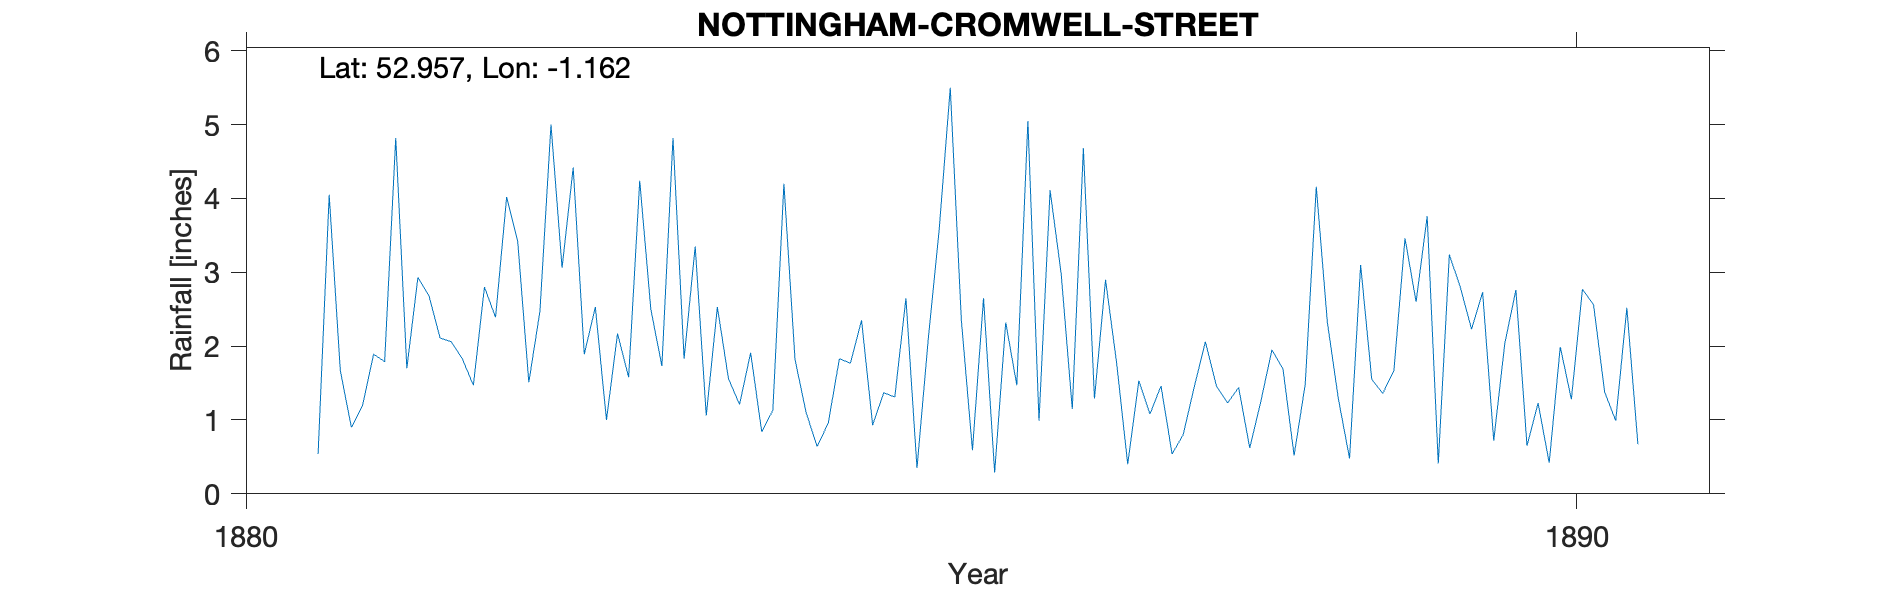 NOTTINGHAM-CROMWELL-STREET
Lat: 52.957, Lon: -1.162
Rainfall [inches]
6
5
4
3
2
1
0
1880
1890
Year